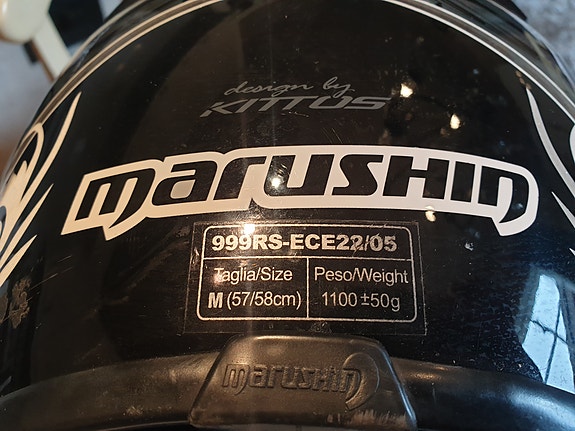 design by
KITTOS
marushin
999RS-ECE22/05
Taglia/Size Peso/Weight
M (57/58cm) 1100 ±50g
marushin